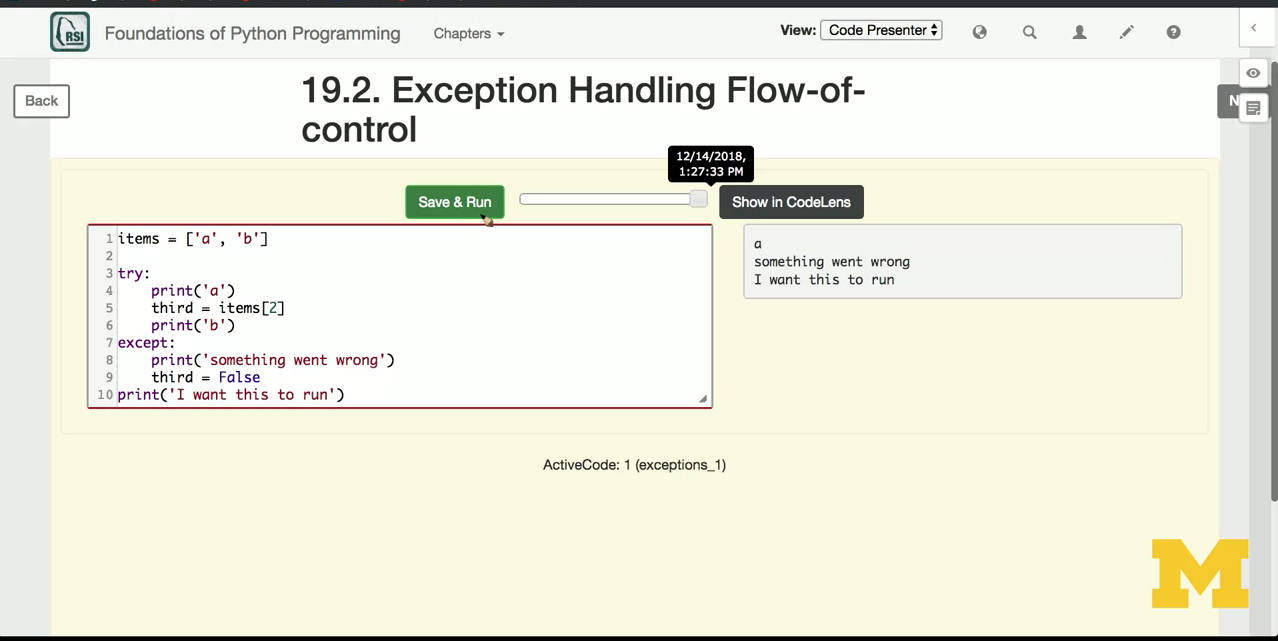 RSI
Foundations of Python Programming
Chapters
View:
Code Presenter
Back
N
19.2. Exception Handling Flow-of-
control
12/14/2018,
1:27:33 PM
Save & Run
Show in CodeLens
1 items = ['a', 'b']
2
3 try:
4     print('a')
5     third = items[2]
6     print('b')
7 except:
8     print('something went wrong')
9     third = False
10 print('I want this to run')
a
something went wrong
I want this to run
ActiveCode: 1 (exceptions_1)
M